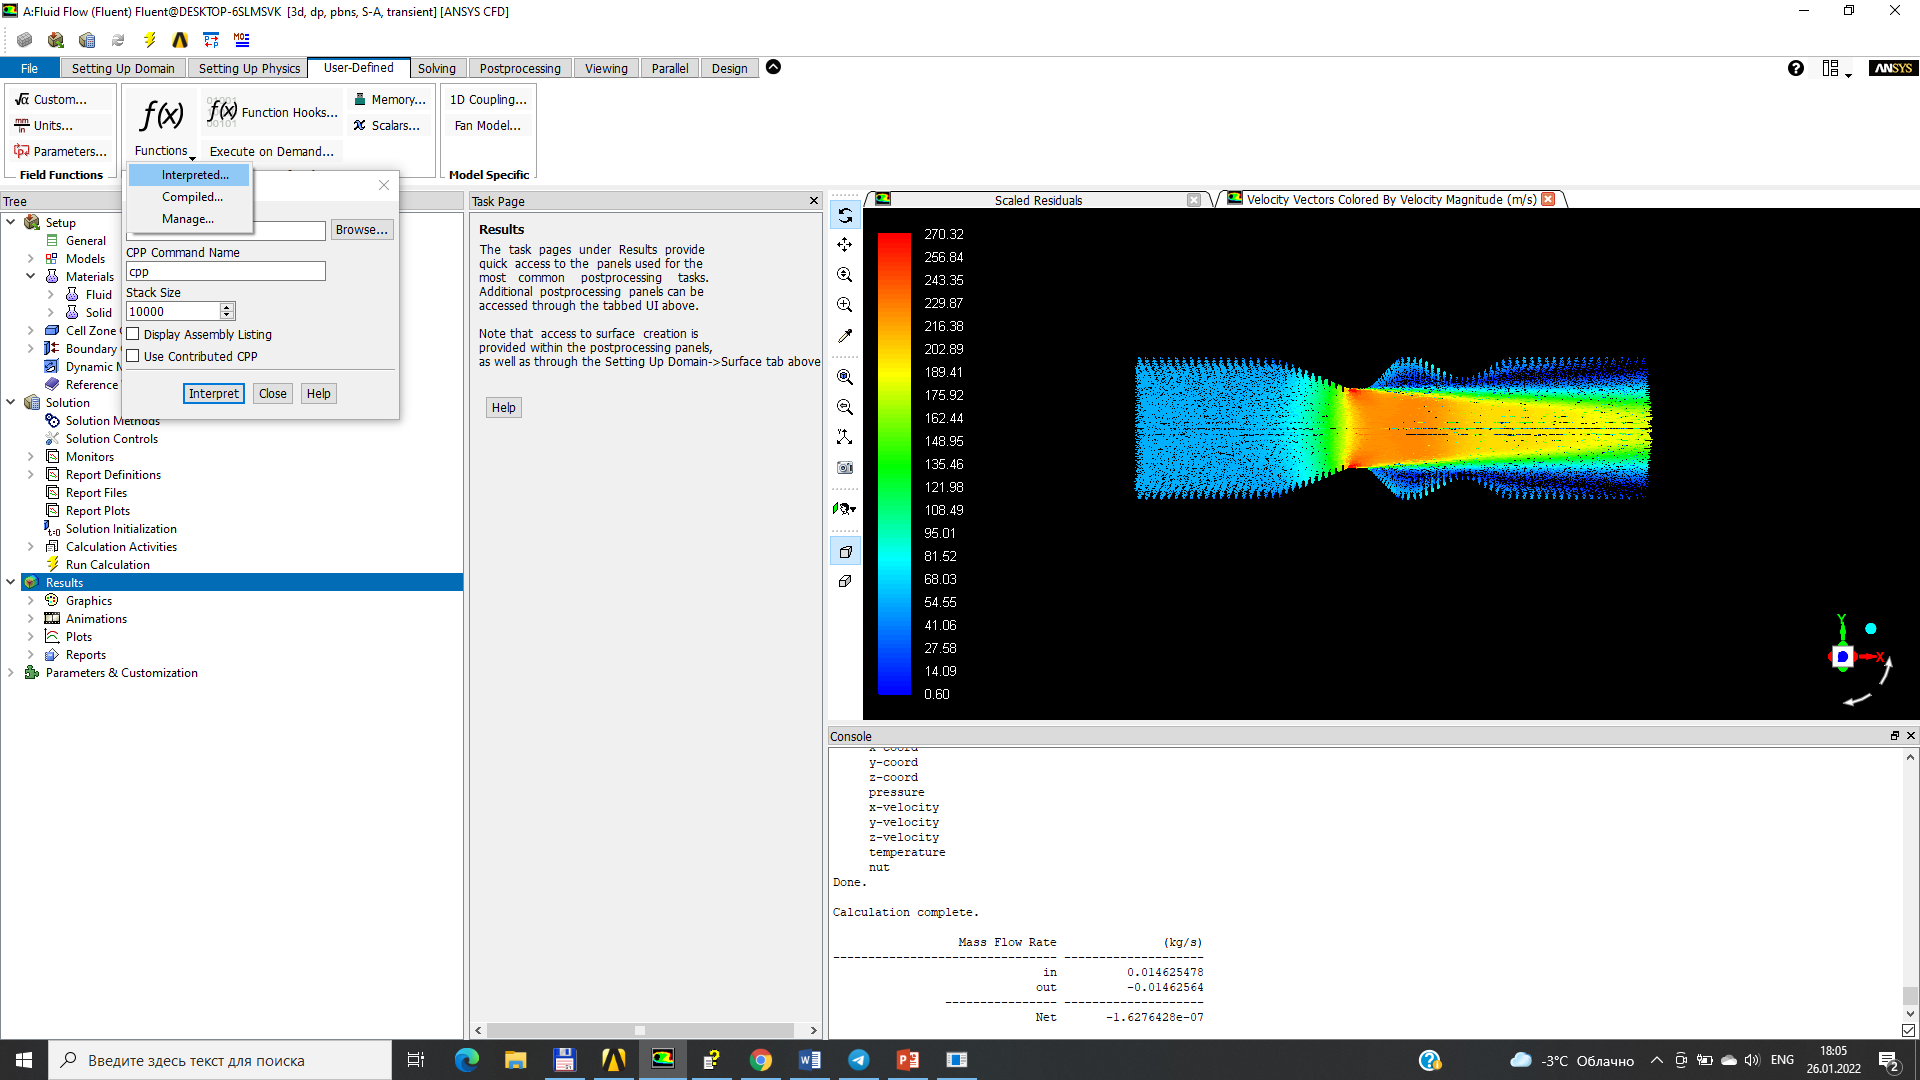 A:Fluid Flow (Fluent) Fluent@DESKTOP-6SLMSVK [3d, dp, pbns, S-A, transient] [ANSYS CFD]
File
Setting Up Domain
Setting Up Physics
User-Defined
Solving
Postprocessing
Viewing
Parallel
Design
ANSYS
Custom...
Units...
Parameters...
Field Functions
f(x)
Functions
f(x) Function Hooks...
Execute on Demand...
Memory...
Scalars...
1D Coupling...
Fan Model...
Model Specific
Interpreted...
Compiled...
Manage...
Browse...
CPP Command Name
cpp
Stack Size
10000
Display Assembly Listing
Use Contributed CPP
Interpret
Close
Help
Tree
Setup
General
Models
Materials
Fluid
Solid
Cell Zone
Boundary
Dynamic
Reference
Solution
Solution Methods
Solution Controls
Monitors
Report Definitions
Report Files
Report Plots
Solution Initialization
Calculation Activities
Run Calculation
Results
Graphics
Animations
Plots
Reports
Parameters & Customization
Task Page
Results
The task pages under Results provide
quick access to the panels used for the
most common postprocessing tasks.
Additional postprocessing panels can be
accessed through the tabbed UI above.
Note that access to surface creation is
provided within the postprocessing panels,
as well as through the Setting Up Domain->Surface tab above
Help
Scaled Residuals
Velocity Vectors Colored By Velocity Magnitude (m/s)
270.32
256.84
243.35
229.87
216.38
202.89
189.41
175.92
162.44
148.95
135.46
121.98
108.49
95.01
81.52
68.03
54.55
41.06
27.58
14.09
0.60
Y
X
Console
x-coord
y-coord
z-coord
pressure
x-velocity
y-velocity
z-velocity
temperature
nut
Done.
Calculation complete.
Mass Flow Rate (kg/s)
in 0.014625478
out -0.01462564
Net -1.6276428e-07
Введите здесь текст для поиска
-3°C Облачно
ENG
18:05
26.01.2022
2